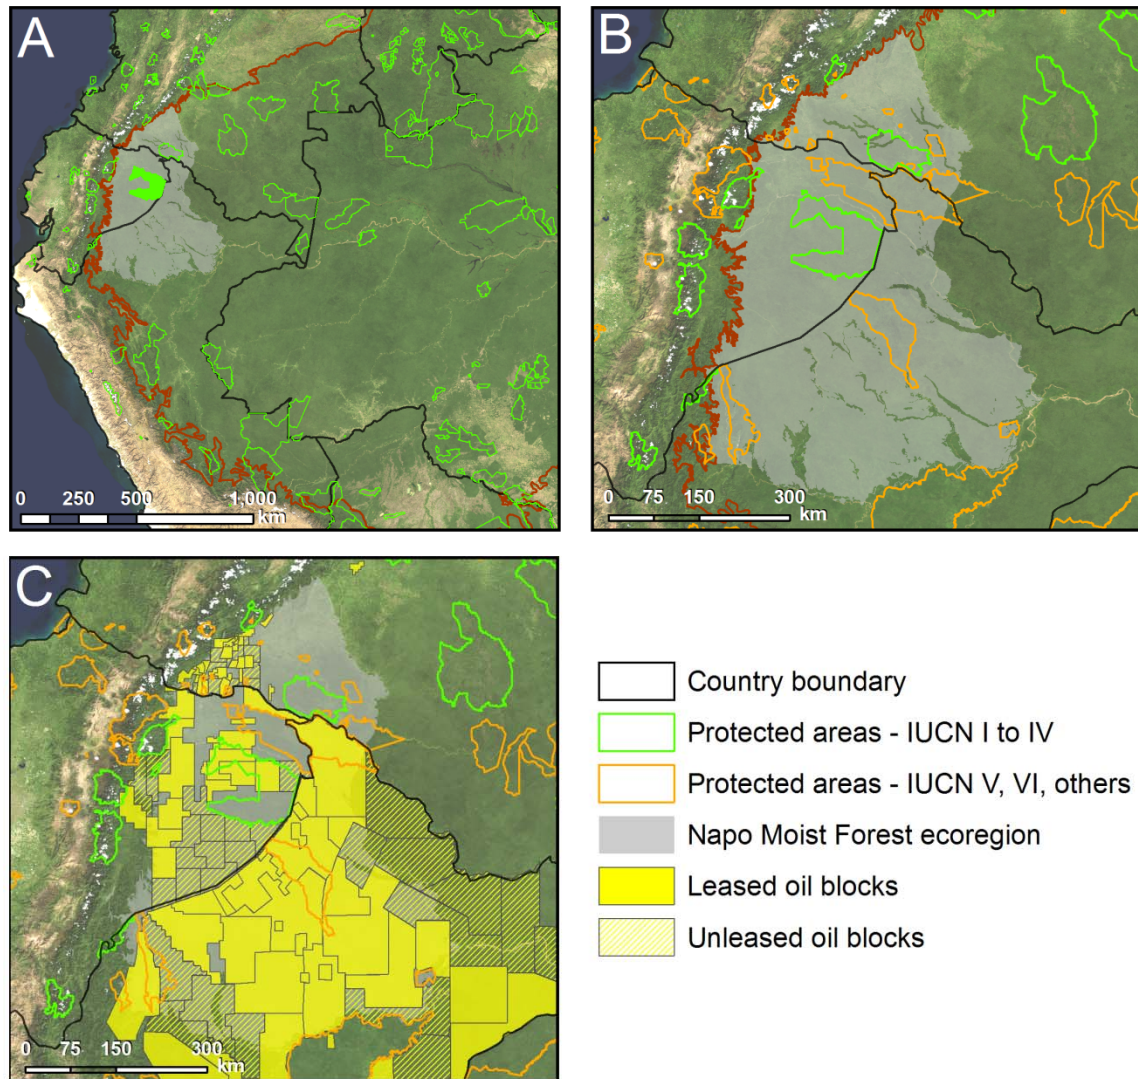 A
0 250 500 1,000
km
B
0 75 150 300
km
C
0 75 150 300
km
Country boundary
Protected areas - IUCN I to IV
Protected areas - IUCN V, VI, others
Napo Moist Forest ecoregion
Leased oil blocks
Unleased oil blocks